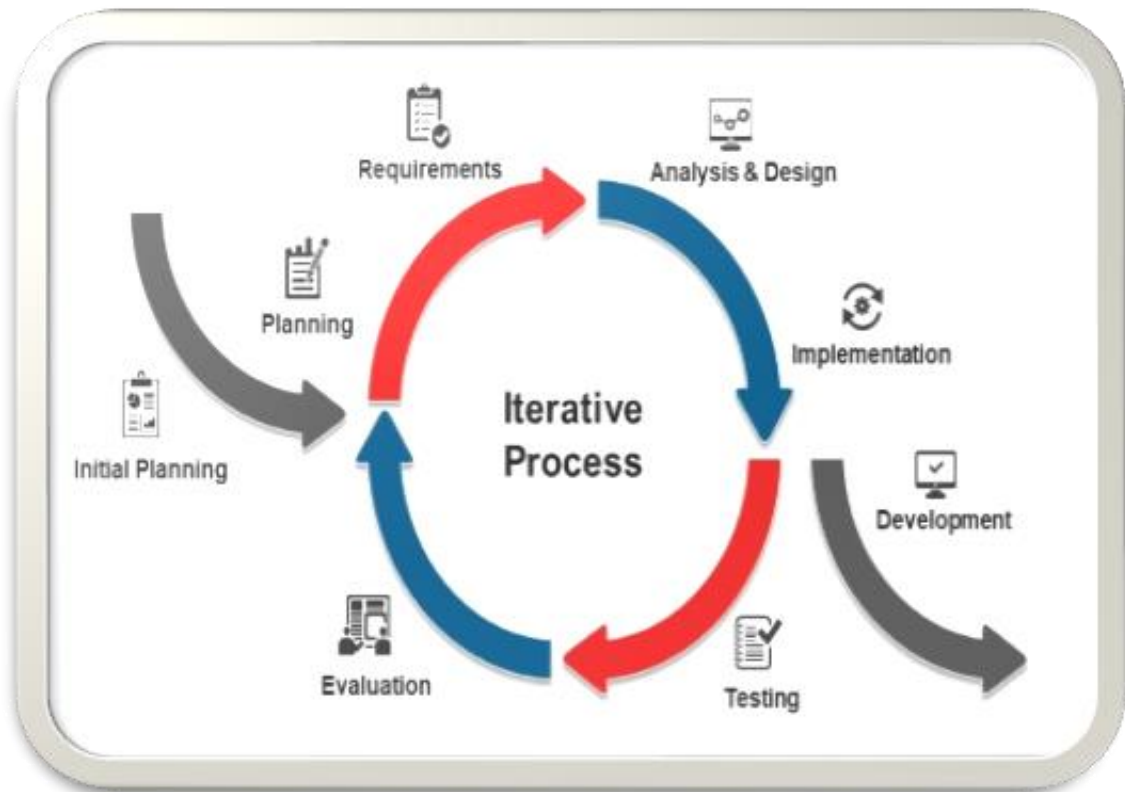 Requirements
Analysis & Design
Planning
Implementation
Iterative
Process
Initial Planning
Development
Evaluation
Testing